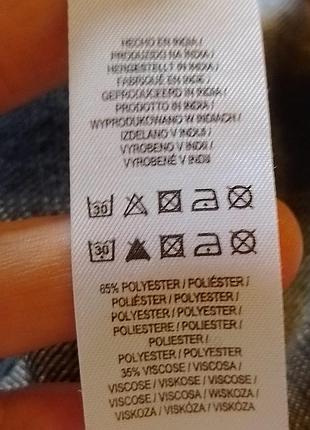 HECHO EN INDIA /
PRODUZIDO NA ÍNDIA /
HERGESTELLT IN INDIA /
FABRIQUÉ EN INDE /
GEPRODUCEERD IN INDIA /
PRODOTTO IN INDIA /
WYPRODUKOWANO W INDIACH /
IZDELANO V INDIJI /
VYROBENO V INDII /
VYROBENÉ V INDII
30
30
65% POLYESTER / POLIÉSTER /
POLIÉSTER / POLYESTER /
POLYESTER / POLYESTER /
POLIESTERE / POLIESTER /
POLIESTER /
POLYESTER / POLYESTER
35% VISCOSE / VISCOSA /
VISCOSE / VISKOSE / VISCOSE /
VISCOSE / VISCOSA / WISKOZA /
VISKOZA / VISKÓZA / VISKÓZA